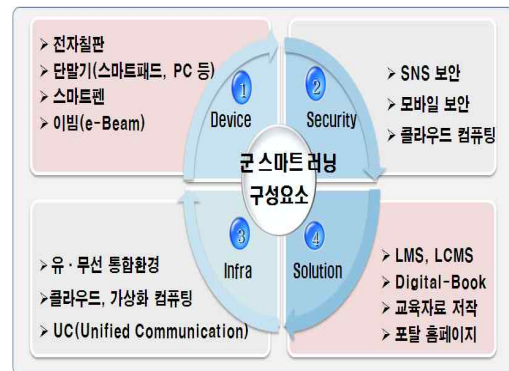 ➢ 전자칠판
➢ 단말기(스마트패드, PC 등)
➢ 스마트펜
➢ 이빔(e-Beam)
1
Device
2
Security
➢ SNS 보안
➢ 모바일 보안
➢ 클라우드 컴퓨팅
군 스마트 러닝
구성요소
3
Infra
➢유·무선 통합환경
➢클라우드, 가상화 컴퓨팅
➢ UC(Unified Communication)
4
Solution
➢ LMS, LCMS
➢ Digital-Book
➢ 교육자료 저작
➢ 포탈 홈페이지